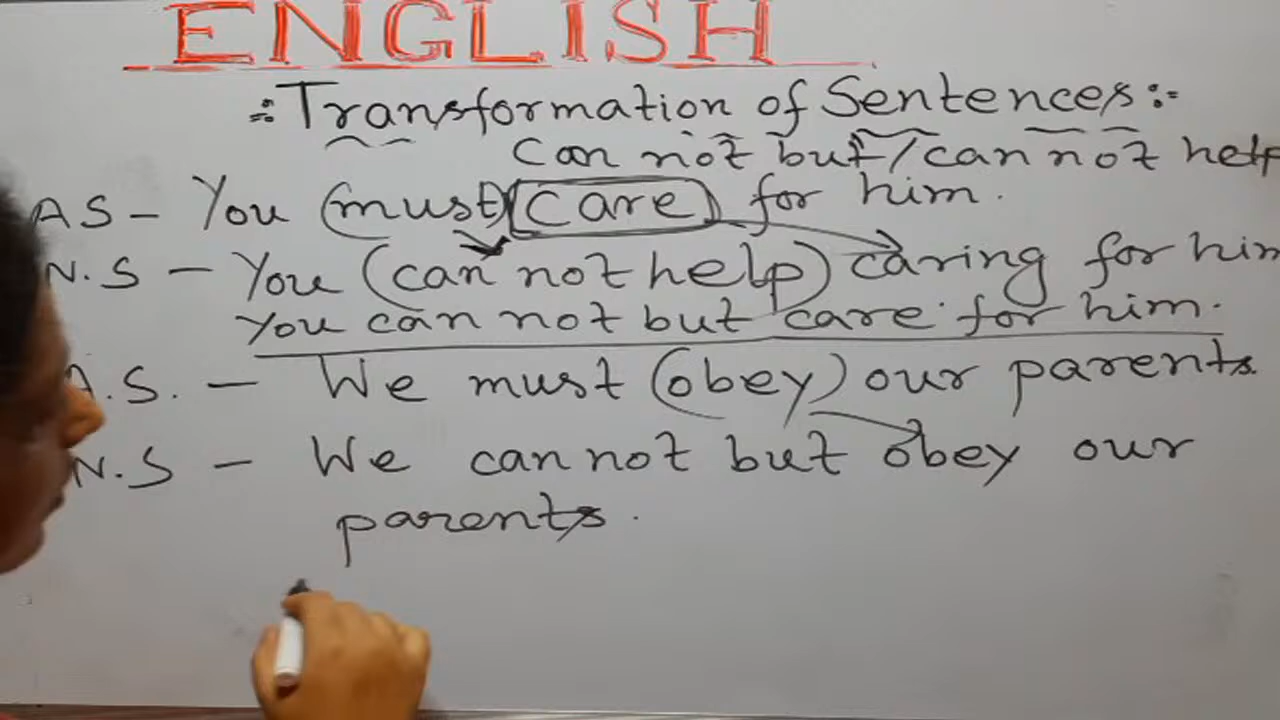 ENGLISH
:Transformation of Sentences:-
can not but/can not help
AS- You (must) (care) for him.
N.S - You (can not help) caring for him
You can not but care for him.
A.S. - We must (obey) our parents.
N.S - We cannot but obey our
parents.